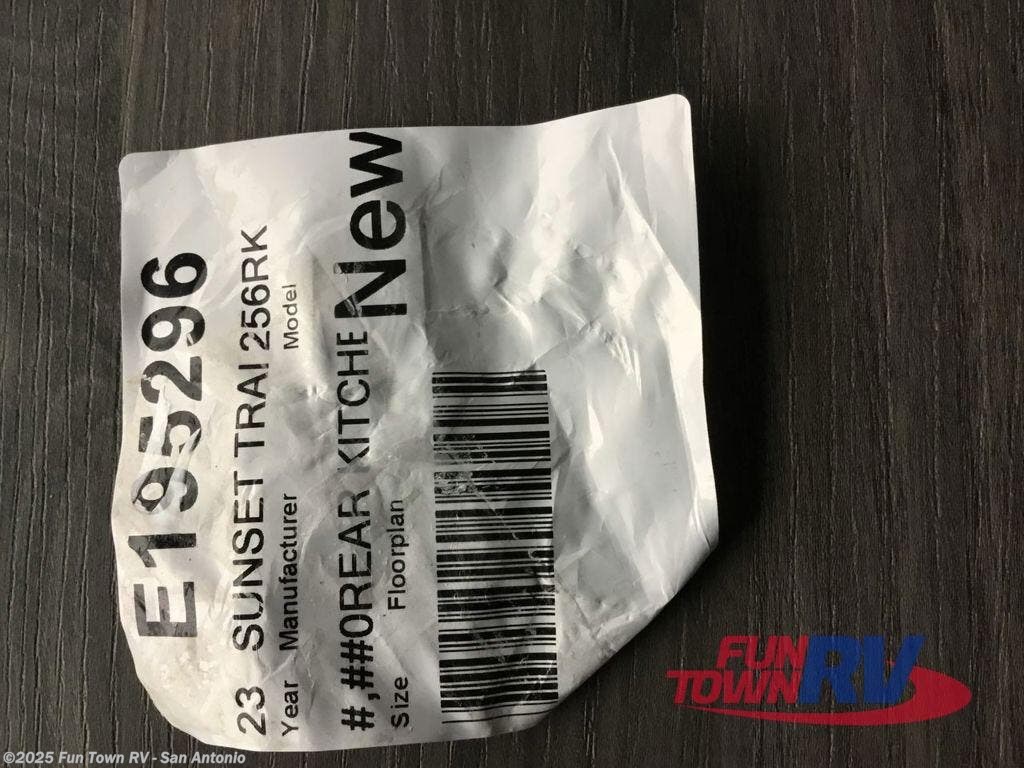 E195296
23 SUNSET TRAI 256RK
Year Manufacturer Model
#,##0REAR KITCHE New
Size Floorplan
FUN
TOWN RV
©2025 Fun Town RV - San Antonio